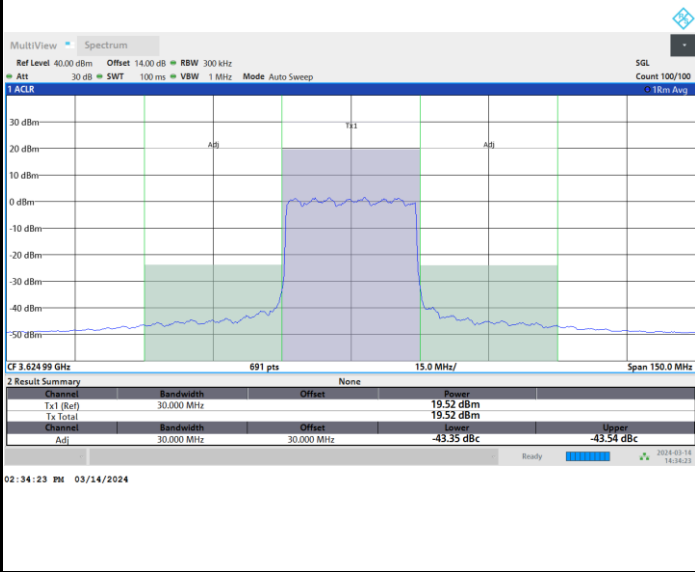 MultiView Spectrum
Ref Level 40.00 dBm Offset 14.00 dB RBW 300 kHz SGL
Att 30 dB SWT 100 ms VBW 1 MHz Mode Auto Sweep Count 100/100
1 ACLR 1Rm Avg
30 dBm
Tx1
Adj Adj
20 dBm
10 dBm
0 dBm
-10 dBm
-20 dBm
-30 dBm
-40 dBm
-50 dBm
CF 3.624 99 GHz 691 pts 15.0 MHz/ Span 150.0 MHz
2 Result Summary None
Channel Bandwidth Offset Power
Tx1 (Ref) 30.000 MHz 19.52 dBm
Tx Total 19.52 dBm
Channel Bandwidth Offset Lower Upper
Adj 30.000 MHz 30.000 MHz -43.35 dBc -43.54 dBc
Ready 2024-03-18
14:34:23
02:34:23 PM 03/14/2024